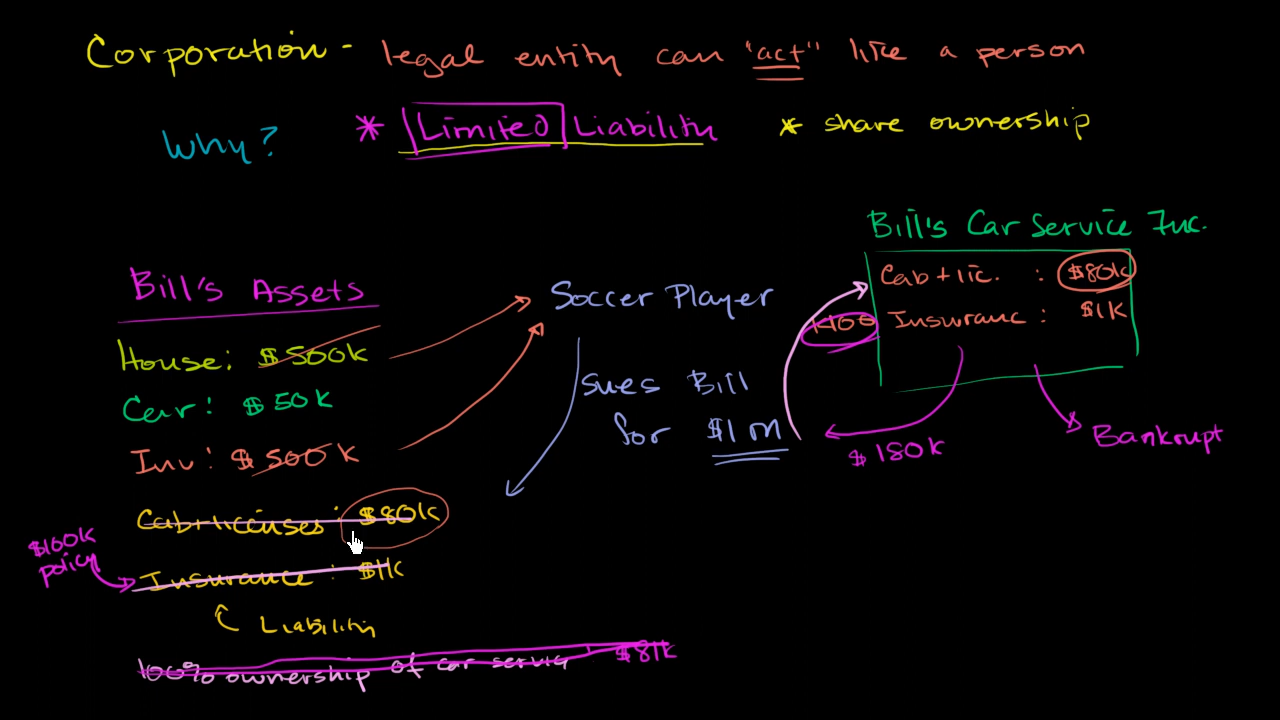 Corporation - legal entity can "act" like a person
Why? * Limited Liability * share ownership
Bill's Car Service Inc.
Cab + lic. : $80k
Insuranc : $1k
Bill's Assets
House: $500k
Car: $50k
Inv: $500k
Cab+licenses: $80k
$100k policy
Insurance : $1k
Liability
100% ownership of car servic : $81k
Soccer Player
sues Bill
for $1m
$180k
Bankrupt